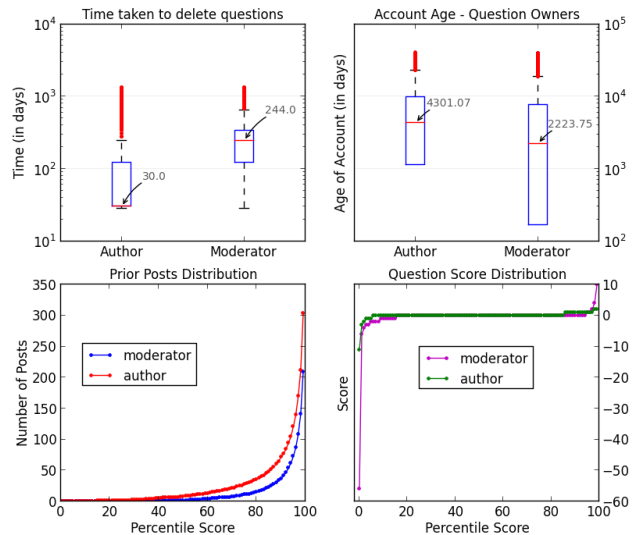 Time taken to delete questions
10^4
10^3
10^2
10^1
Time (in days)
244.0
30.0
Author
Moderator
Account Age - Question Owners
10^5
10^4
10^3
10^2
Age of Account (in days)
4301.07
2223.75
Author
Moderator
Prior Posts Distribution
350
300
250
200
150
100
50
0
Number of Posts
moderator
author
0 20 40 60 80 100
Percentile Score
Question Score Distribution
10
0
−10
−20
−30
−40
−50
−60
Score
moderator
author
0 20 40 60 80 100
Percentile Score